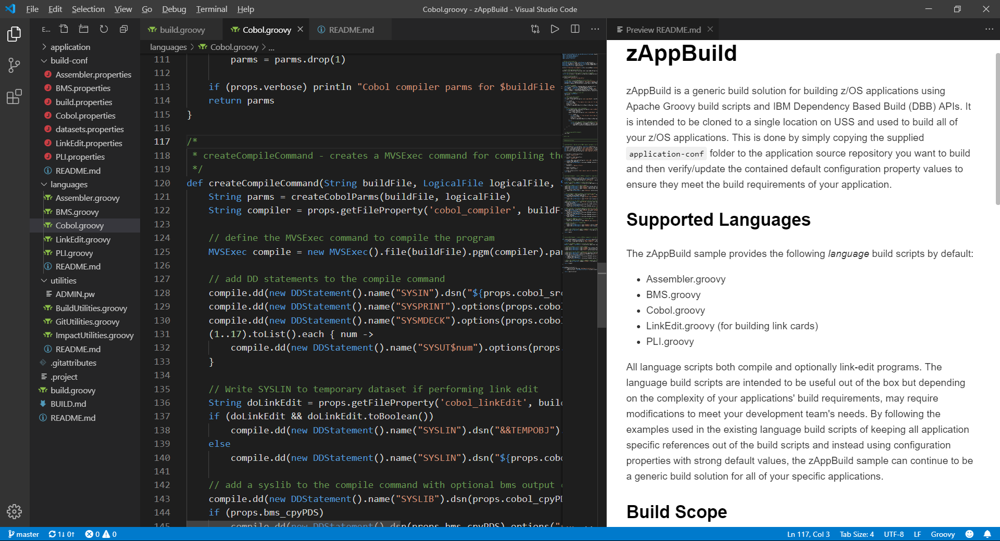 File Edit Selection View Go Debug Terminal Help
Cobol.groovy - zAppBuild - Visual Studio Code
E...
application
build-conf
Assembler.properties
BMS.properties
build.properties
Cobol.properties
datasets.properties
LinkEdit.properties
PLI.properties
README.md
languages
Assembler.groovy
BMS.groovy
Cobol.groovy
LinkEdit.groovy
PLI.groovy
README.md
utilities
ADMIN.pw
BuildUtilities.groovy
GitUtilities.groovy
ImpactUtilities.groovy
README.md
.gitattributes
.project
build.groovy
BUILD.md
README.md
build.groovy Cobol.groovy README.md
languages > Cobol.groovy > ...
111 parms = parms.drop(1)
112
113 if (props.verbose) println "Cobol compiler parms for $buildFile =
114 return parms
115 }
116
117 /*
118 * createCompileCommand - creates a MVSExec command for compiling the
119 */
120 def createCompileCommand(String buildFile, LogicalFile logicalFile,
121 String parms = createCobolParms(buildFile, logicalFile)
122 String compiler = props.getFileProperty('cobol_compiler', buildF
123
124 // define the MVSExec command to compile the program
125 MVSExec compile = new MVSExec().file(buildFile).pgm(compiler).par
126
127 // add DD statements to the compile command
128 compile.dd(new DDStatement().name("SYSIN").dsn("${props.cobol_src
129 compile.dd(new DDStatement().name("SYSPRINT").options(props.cobol
130 compile.dd(new DDStatement().name("SYSMDECK").options(props.cobol
131 (1..17).toList().each { num ->
132 compile.dd(new DDStatement().name("SYSUT$num").options(props.
133 }
134
135 // Write SYSLIN to temporary dataset if performing link edit
136 String doLinkEdit = props.getFileProperty('cobol_linkEdit', build
137 if (doLinkEdit && doLinkEdit.toBoolean())
138 compile.dd(new DDStatement().name("SYSLIN").dsn("&&TEMPOBJ").
139 else
140 compile.dd(new DDStatement().name("SYSLIN").dsn("${props.cobo
141
142 // add a syslib to the compile command with optional bms output
143 compile.dd(new DDStatement().name("SYSLIB").dsn(props.cobol_cpyPD
144 if (props.bms_cpyPDS)
145 compile.dd(new DDStatement().dsn(props.bms_cpyPDS).options("
Preview README.md
zAppBuild
zAppBuild is a generic build solution for building z/OS applications using
Apache Groovy build scripts and IBM Dependency Based Build (DBB) APIs. It
is intended to be cloned to a single location on USS and used to build all of
your z/OS applications. This is done by simply copying the supplied
application-conf folder to the application source repository you want to build
and then verify/update the contained default configuration property values to
ensure they meet the build requirements of your application.
Supported Languages
The zAppBuild sample provides the following language build scripts by default:
• Assembler.groovy
• BMS.groovy
• Cobol.groovy
• LinkEdit.groovy (for building link cards)
• PLI.groovy
All language scripts both compile and optionally link-edit programs. The
language build scripts are intended to be useful out of the box but depending
on the complexity of your applications' build requirements, may require
modifications to meet your development team's needs. By following the
examples used in the existing language build scripts of keeping all application
specific references out of the build scripts and instead using configuration
properties with strong default values, the zAppBuild sample can continue to be
a generic build solution for all of your specific applications.
Build Scope
master 1↓ 0↑ 0 0
Ln 117, Col 3 Tab Size: 4 UTF-8 LF Groovy